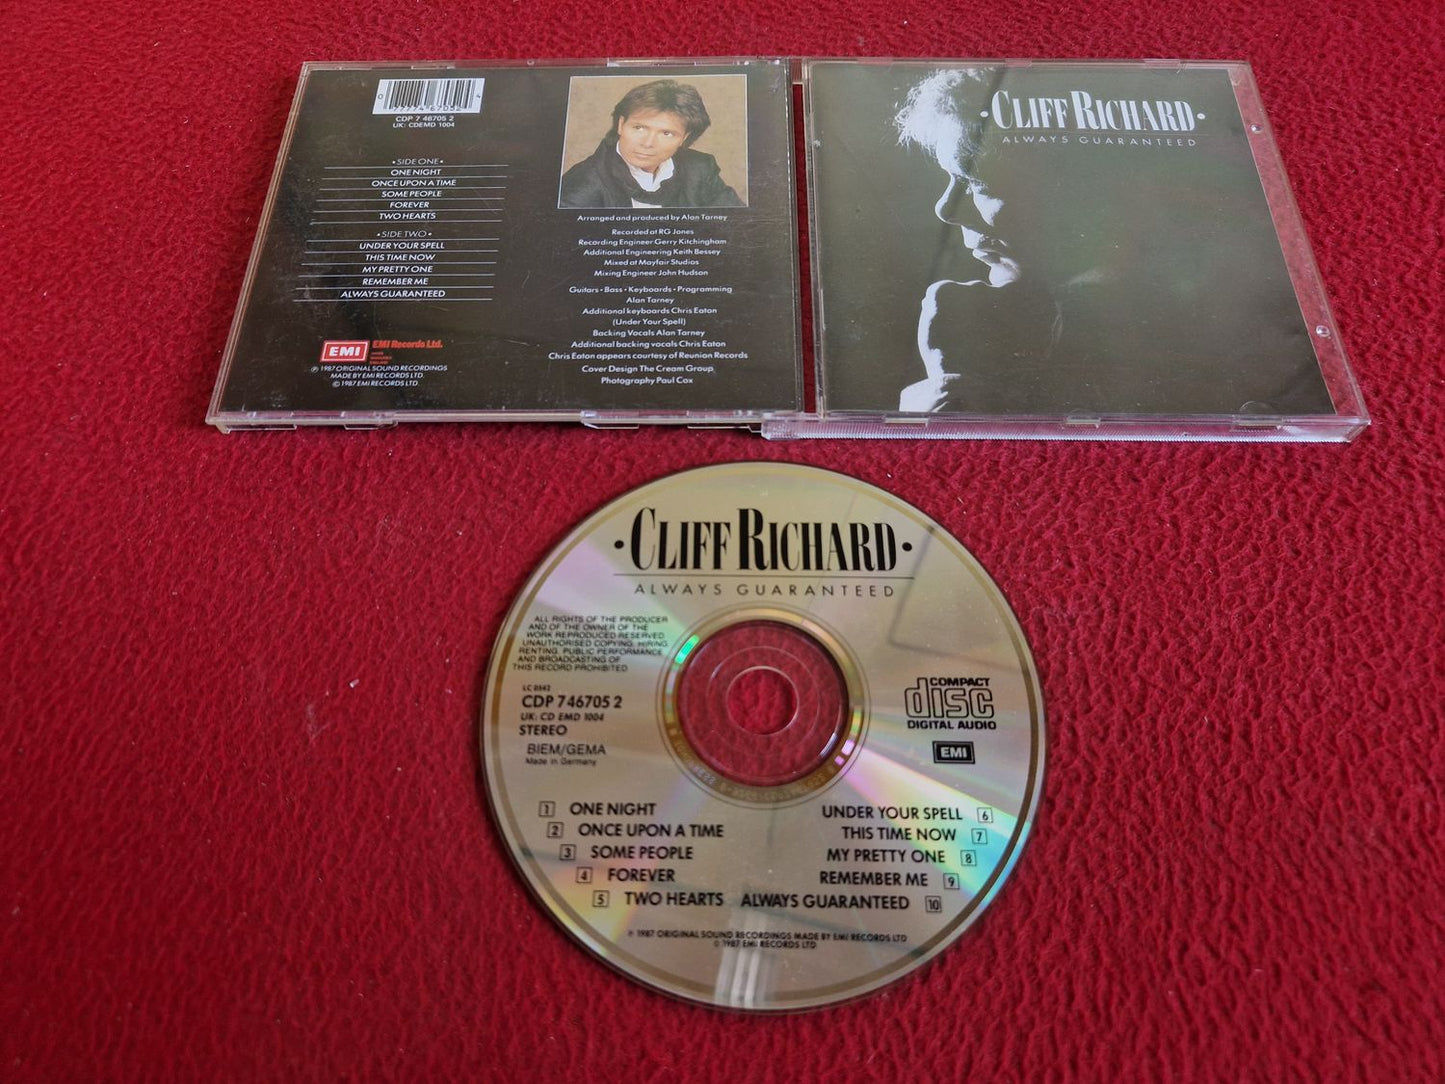 0 77774 67052
CDP 7 46705 2
UK: CDEMD 1004
• SIDE ONE •
ONE NIGHT
ONCE UPON A TIME
SOME PEOPLE
FOREVER
TWO HEARTS
• SIDE TWO •
UNDER YOUR SPELL
THIS TIME NOW
MY PRETTY ONE
REMEMBER ME
ALWAYS GUARANTEED
EMI
EMI Records Ltd.
℗ 1987 ORIGINAL SOUND RECORDINGS
MADE BY EMI RECORDS LTD.
© 1987 EMI RECORDS LTD.
Arranged and produced by Alan Tarney
Recorded at RG Jones
Recording Engineer Gerry Kitchingham
Additional Engineering Keith Bessey
Mixed at Mayfair Studios
Mixing Engineer John Hudson
Guitars • Bass • Keyboards • Programming
Alan Tarney
Additional keyboards Chris Eaton
(Under Your Spell)
Backing Vocals Alan Tarney
Additional backing vocals Chris Eaton
Chris Eaton appears courtesy of Reunion Records
Cover Design The Cream Group
Photography Paul Cox
• CLIFF RICHARD •
ALWAYS GUARANTEED
• CLIFF RICHARD •
ALWAYS GUARANTEED
ALL RIGHTS OF THE PRODUCER
AND OF THE OWNER OF THE
WORK REPRODUCED RESERVED
UNAUTHORISED COPYING, HIRING,
RENTING, PUBLIC PERFORMANCE
AND BROADCASTING OF
THIS RECORD PROHIBITED
LC 0542
CDP 7 46705 2
UK: CD EMD 1004
STEREO
BIEM/GEMA
Made in Germany
COMPACT
disc
DIGITAL AUDIO
EMI
1 ONE NIGHT
2 ONCE UPON A TIME
3 SOME PEOPLE
4 FOREVER
5 TWO HEARTS
UNDER YOUR SPELL 6
THIS TIME NOW 7
MY PRETTY ONE 8
REMEMBER ME 9
ALWAYS GUARANTEED 10
℗ 1987 ORIGINAL SOUND RECORDINGS MADE BY EMI RECORDS LTD
© 1987 EMI RECORDS LTD